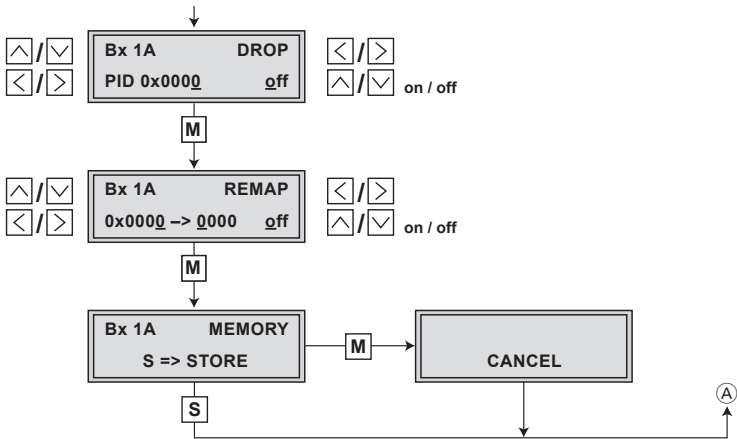 Bx 1A DROP
PID 0x0000 off
on / off
M
Bx 1A REMAP
0x0000 –> 0000 off
on / off
M
Bx 1A MEMORY
S => STORE
M
CANCEL
S
A